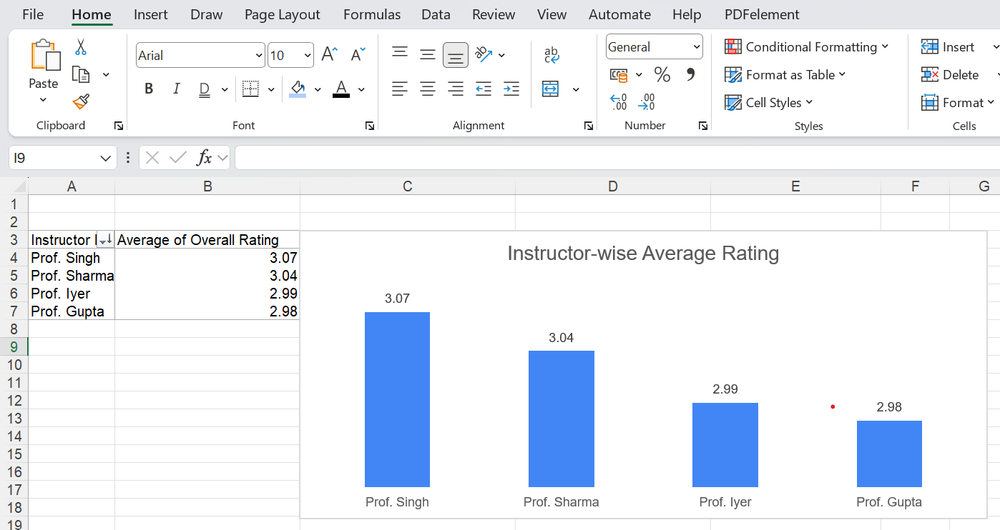 File Home Insert Draw Page Layout Formulas Data Review View Automate Help PDFelement
Arial 10 A A ab General Conditional Formatting Insert
Paste c % 9 Format as Table Delete
B I D A .00 .00 Cell Styles Format
Clipboard Font Alignment Number Styles Cells
I9 fx
A B C D E F G
1
2
3 Instructor Average of Overall Rating
4 Prof. Singh 3.07
5 Prof. Sharma 3.04
6 Prof. Iyer 2.99
7 Prof. Gupta 2.98
8
9
10
11
12
13
14
15
16
17
18
19
Instructor-wise Average Rating
3.07
3.04
2.99
2.98
Prof. Singh Prof. Sharma Prof. Iyer Prof. Gupta